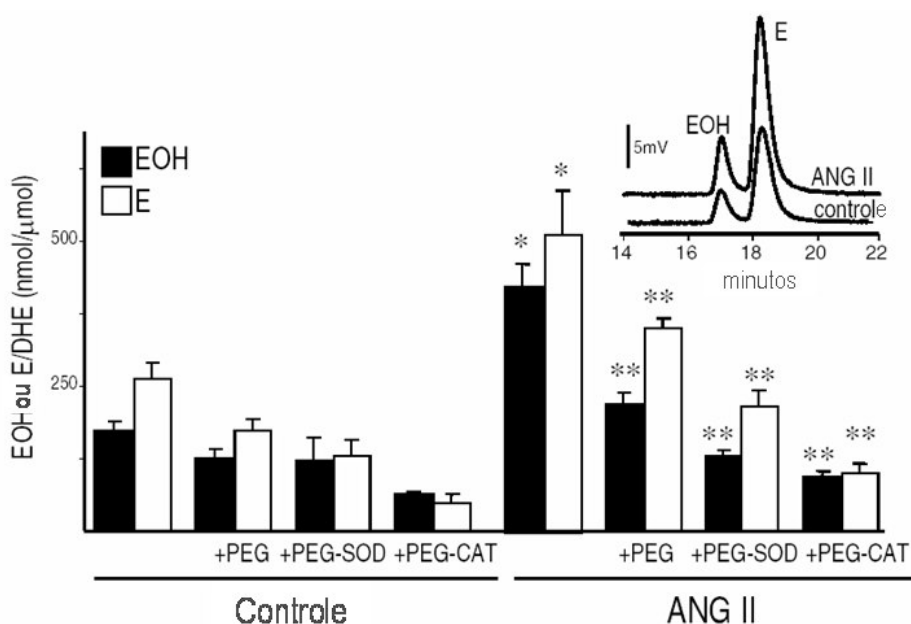 EOH ou E/DHE (nmol/μmol)
500
250
EOH
E
*
*
**
**
**
**
**
**
+PEG
+PEG-SOD
+PEG-CAT
+PEG
+PEG-SOD
+PEG-CAT
Controle
ANG II
E
EOH
5mV
ANG II
controle
14
16
18
20
22
minutos